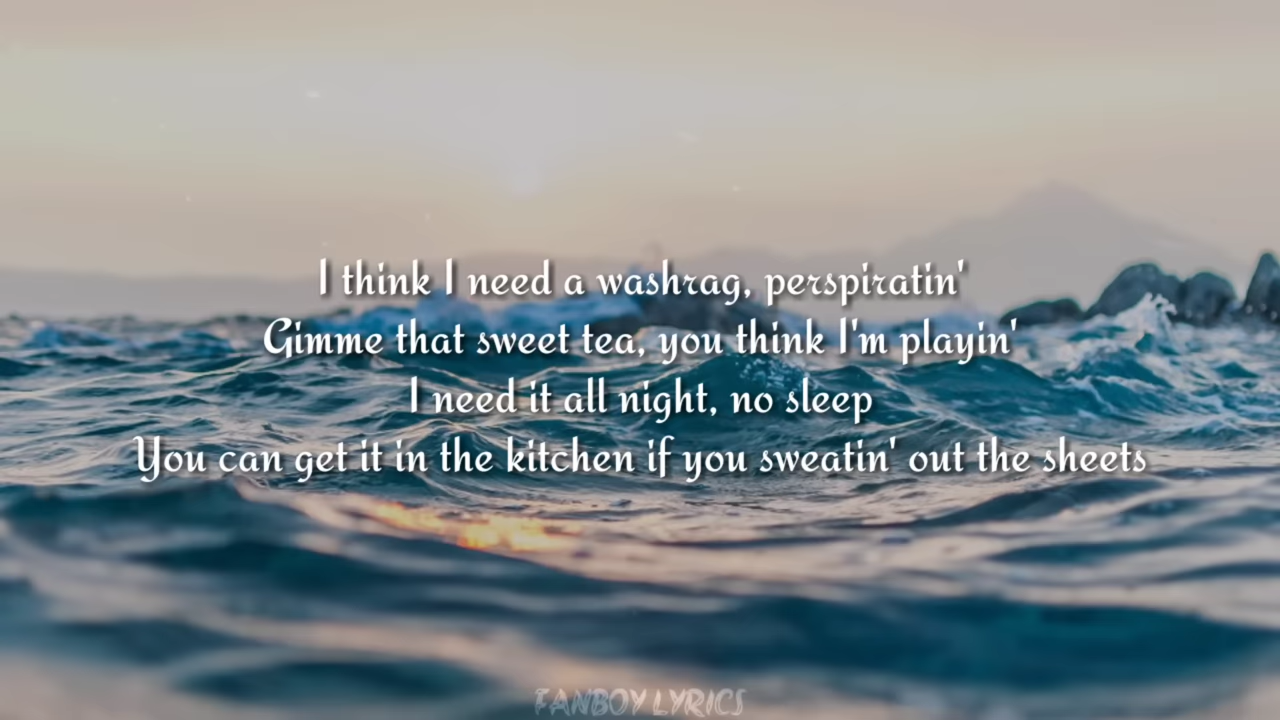 I think I need a washrag, perspiratin'
Gimme that sweet tea, you think I'm playin'
I need it all night, no sleep
You can get it in the kitchen if you sweatin' out the sheets
FANBOY LYRICS